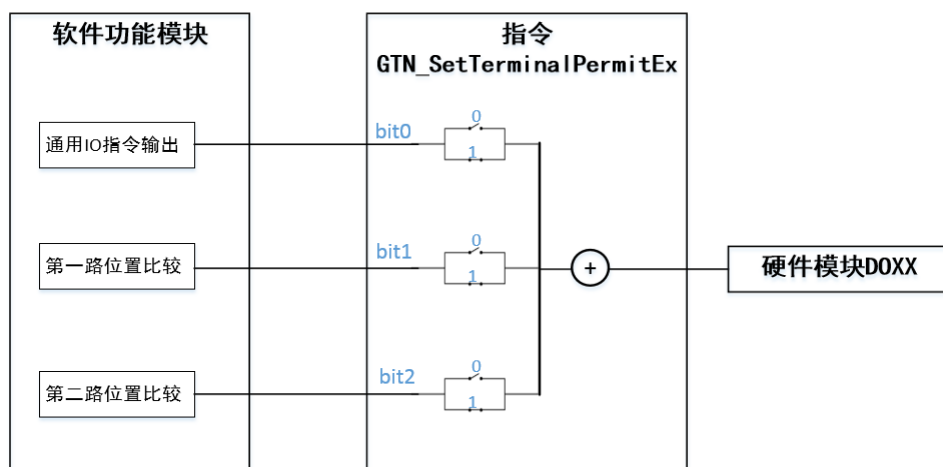 软件功能模块
指令
GTN_SetTerminalPermitEx
通用IO指令输出
bit0
0
1
第一路位置比较
bit1
0
1
+
硬件模块DOXX
第二路位置比较
bit2
0
1